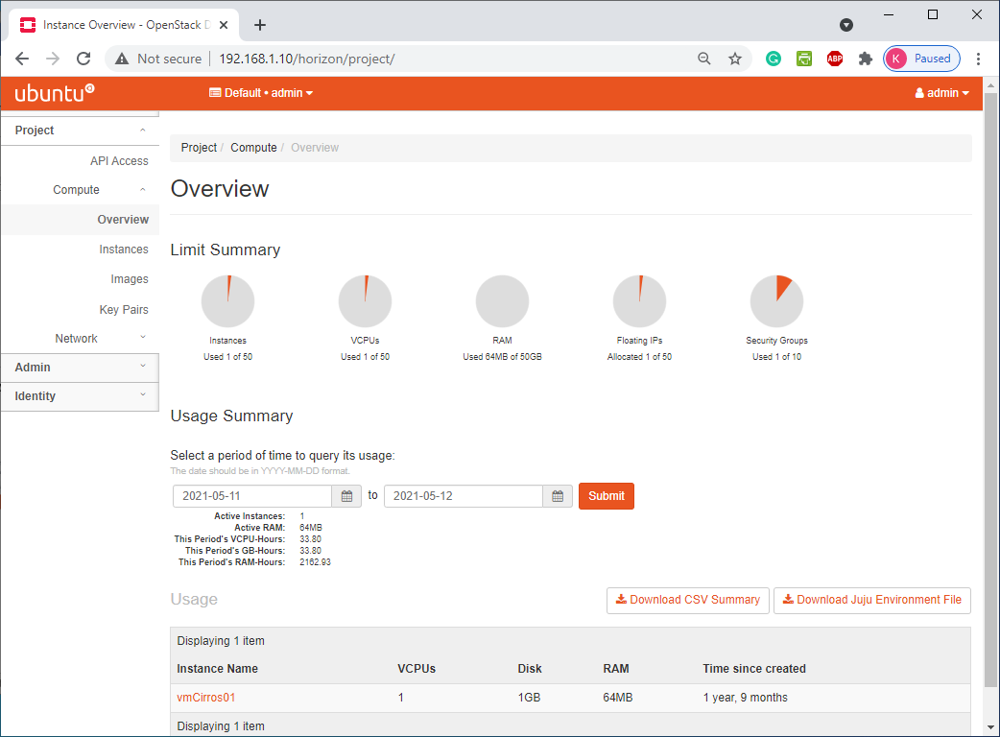 Instance Overview - OpenStack D
Not secure
192.168.1.10/horizon/project/
ABP
K
Paused
ubuntu
Default • admin
admin
Project
API Access
Compute
Overview
Instances
Images
Key Pairs
Network
Admin
Identity
Project / Compute / Overview
Overview
Limit Summary
Instances
Used 1 of 50
VCPUs
Used 1 of 50
RAM
Used 64MB of 50GB
Floating IPs
Allocated 1 of 50
Security Groups
Used 1 of 10
Usage Summary
Select a period of time to query its usage:
The date should be in YYYY-MM-DD format.
2021-05-11 to 2021-05-12 Submit
Active Instances: 1
Active RAM: 64MB
This Period's VCPU-Hours: 33.80
This Period's GB-Hours: 33.80
This Period's RAM-Hours: 2162.93
Usage
Download CSV Summary
Download Juju Environment File
Displaying 1 item
Instance Name VCPUs Disk RAM Time since created
vmCirros01 1 1GB 64MB 1 year, 9 months
Displaying 1 item